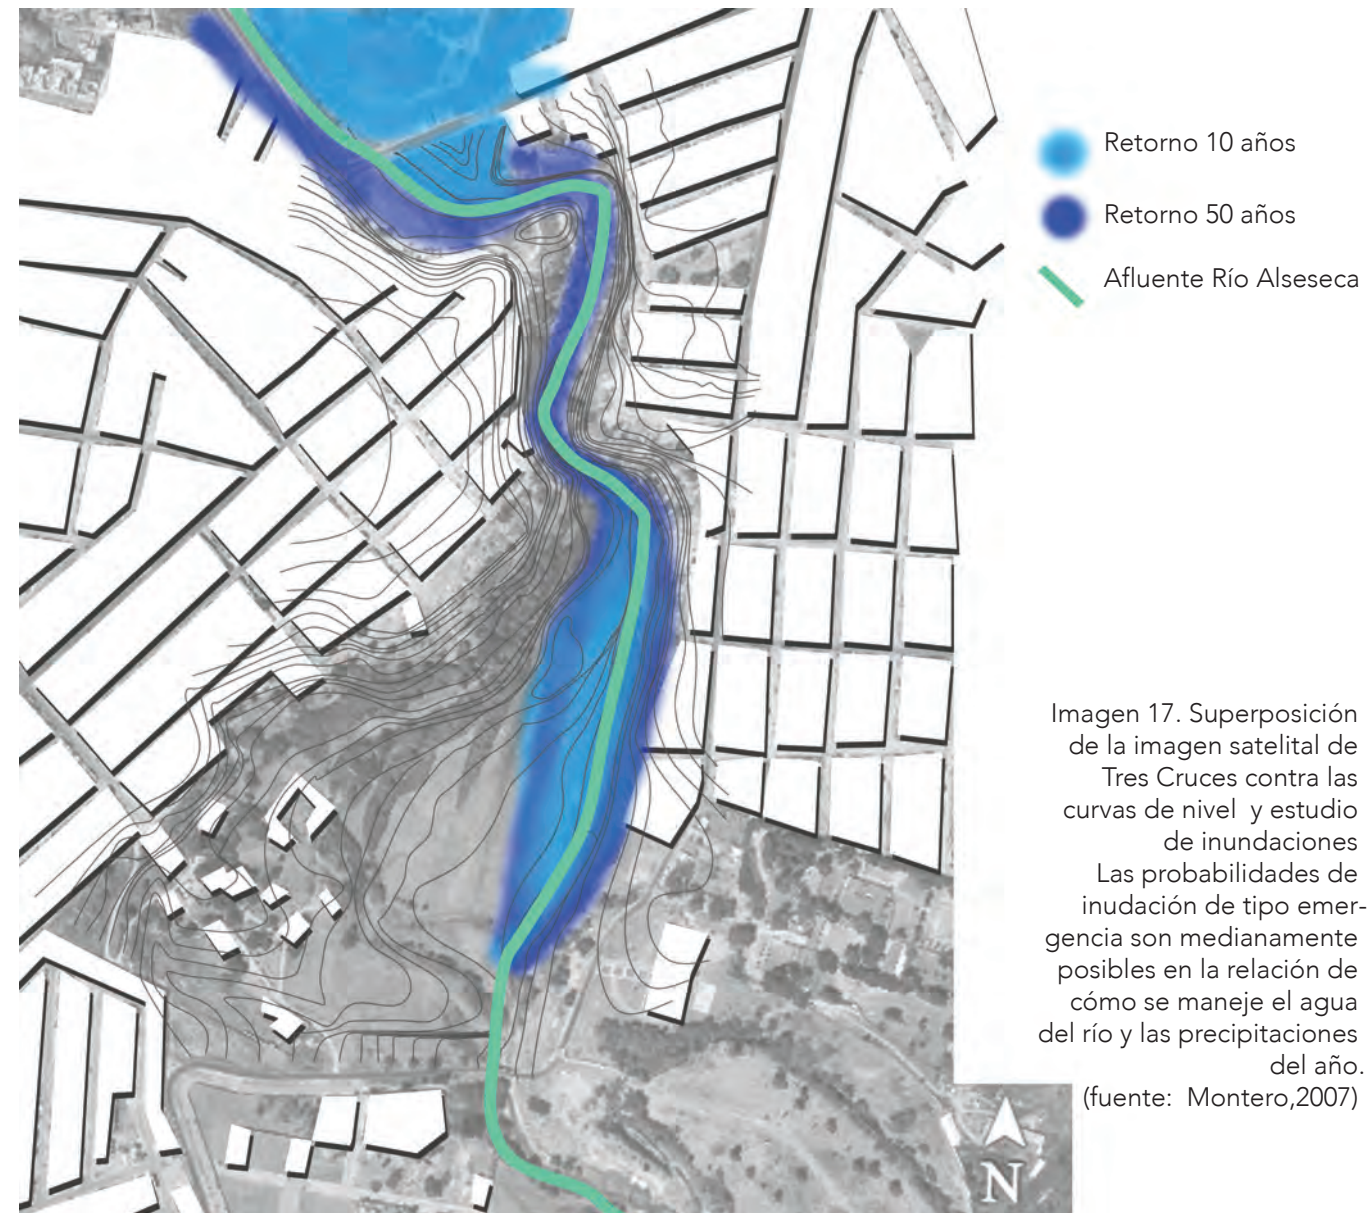 Retorno 10 años
Retorno 50 años
Afluente Río Alseseca
Imagen 17. Superposición
de la imagen satelital de
Tres Cruces contra las
curvas de nivel y estudio
de inundaciones
Las probabilidades de
inudación de tipo emer-
gencia son medianamente
posibles en la relación de
cómo se maneje el agua
del río y las precipitaciones
del año.
(fuente: Montero,2007)
N